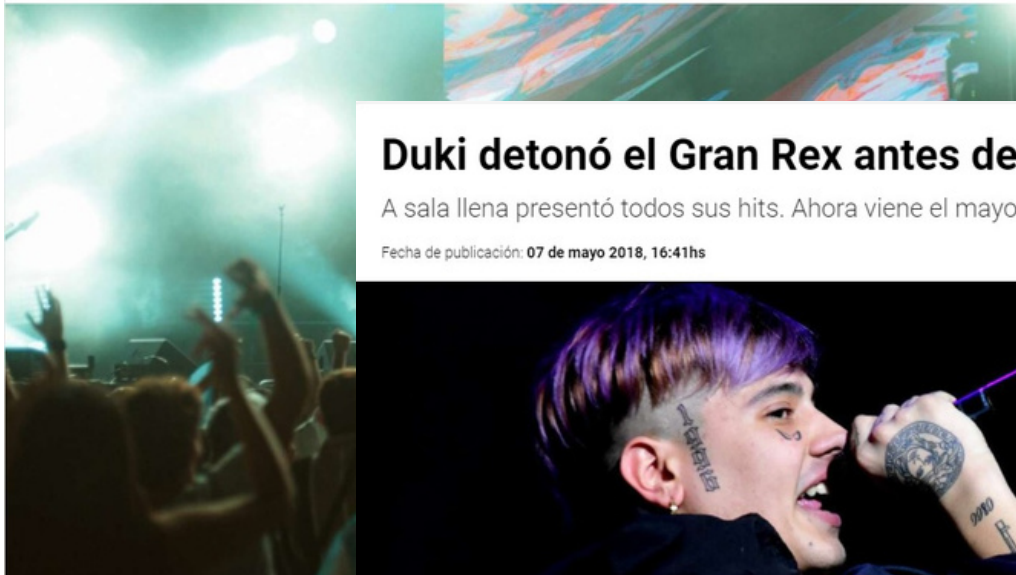 Duki detonó el Gran Rex antes de
A sala llena presentó todos sus hits. Ahora viene el mayo
Fecha de publicación: 07 de mayo 2018, 16:41hs